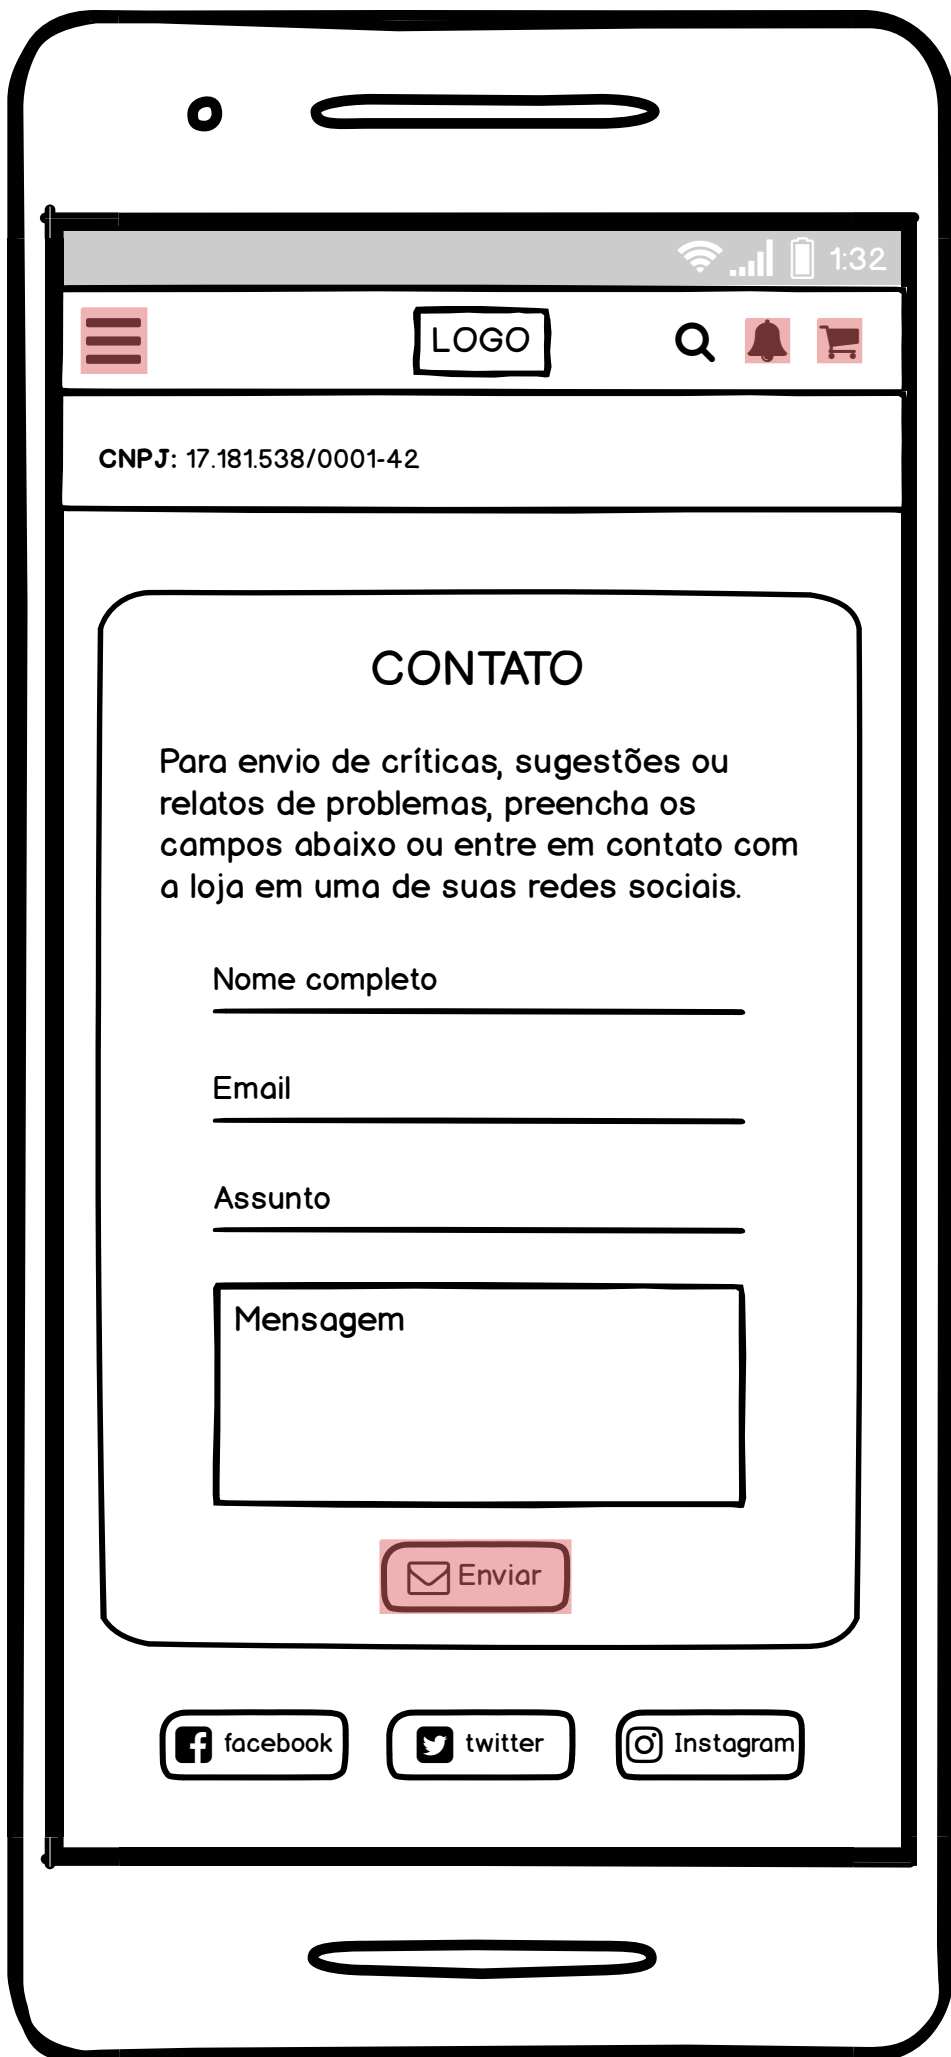 1:32
LOGO
CNPJ: 17.181.538/0001-42
CONTATO
Para envio de críticas, sugestões ou
relatos de problemas, preencha os
campos abaixo ou entre em contato com
a loja em uma de suas redes sociais.
Nome completo
Email
Assunto
Mensagem
Enviar
facebook twitter Instagram